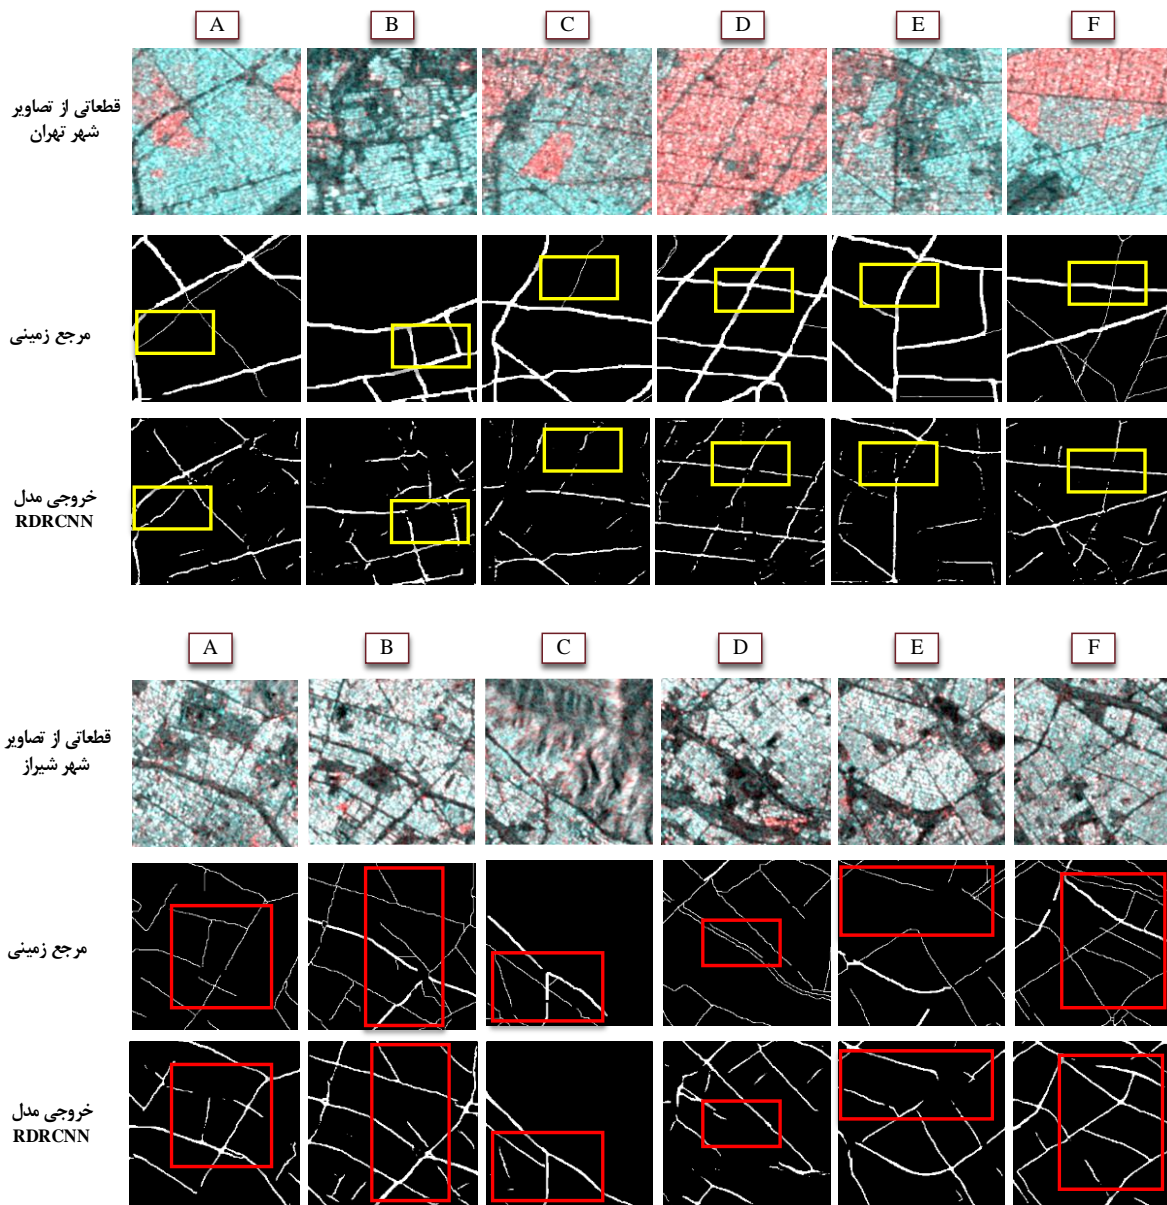 A B C D E F
قطعاتی از تصاویر
شهر تهران
مرجع زمینی
خروجی مدل
RDRCNN
A B C D E F
قطعاتی از تصاویر
شهر شیراز
مرجع زمینی
خروجی مدل
RDRCNN